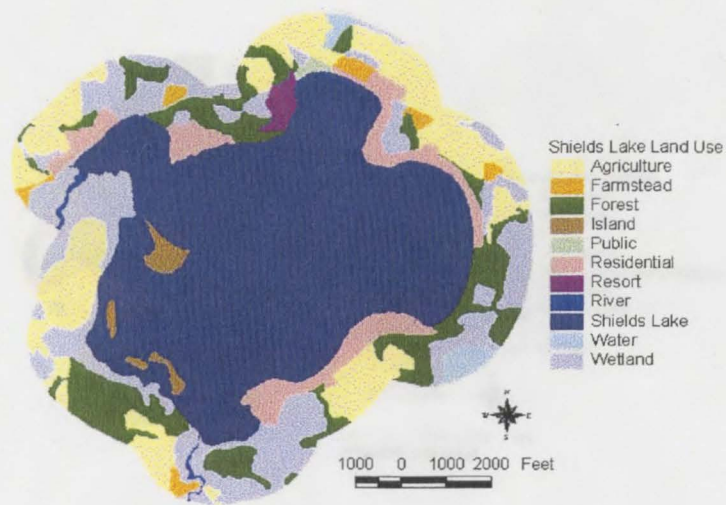 Shields Lake Land Use
Agriculture
Farmstead
Forest
Island
Public
Residential
Resort
River
Shields Lake
Water
Wetland
N
W E
S
1000 0 1000 2000 Feet